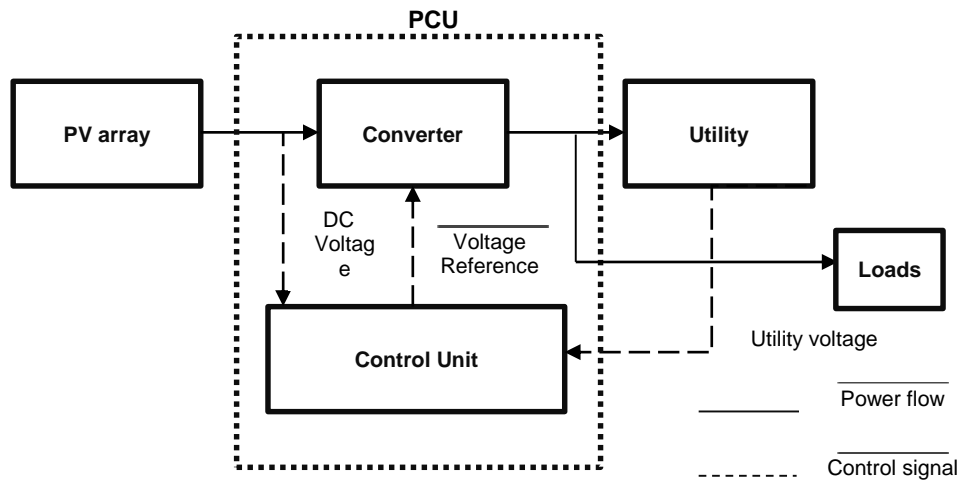 PCU
PV array
Converter
Utility
DC
Voltag
e
Voltage
Reference
Loads
Control Unit
Utility voltage
Power flow
Control signal